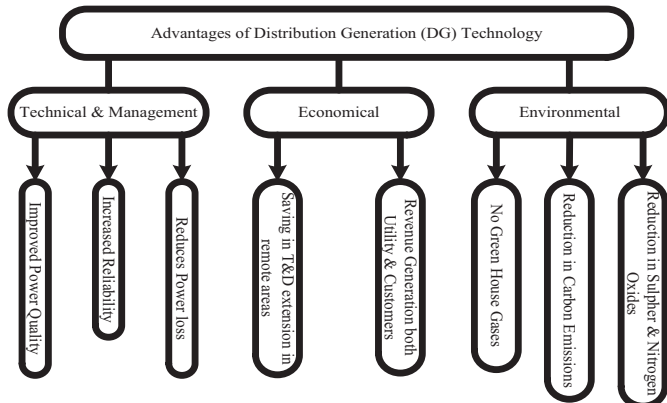 Advantages of Distribution Generation (DG) Technology
Technical & Management
Economical
Environmental
Improved Power Quality
Increased Reliability
Reduces Power loss
Saving in T&D extension in
remote areas
Revenue Generation both
Utility & Customers
No Green House Gases
Reduction in Carbon Emissions
Reduction in Sulpher & Nitrogen
Oxides